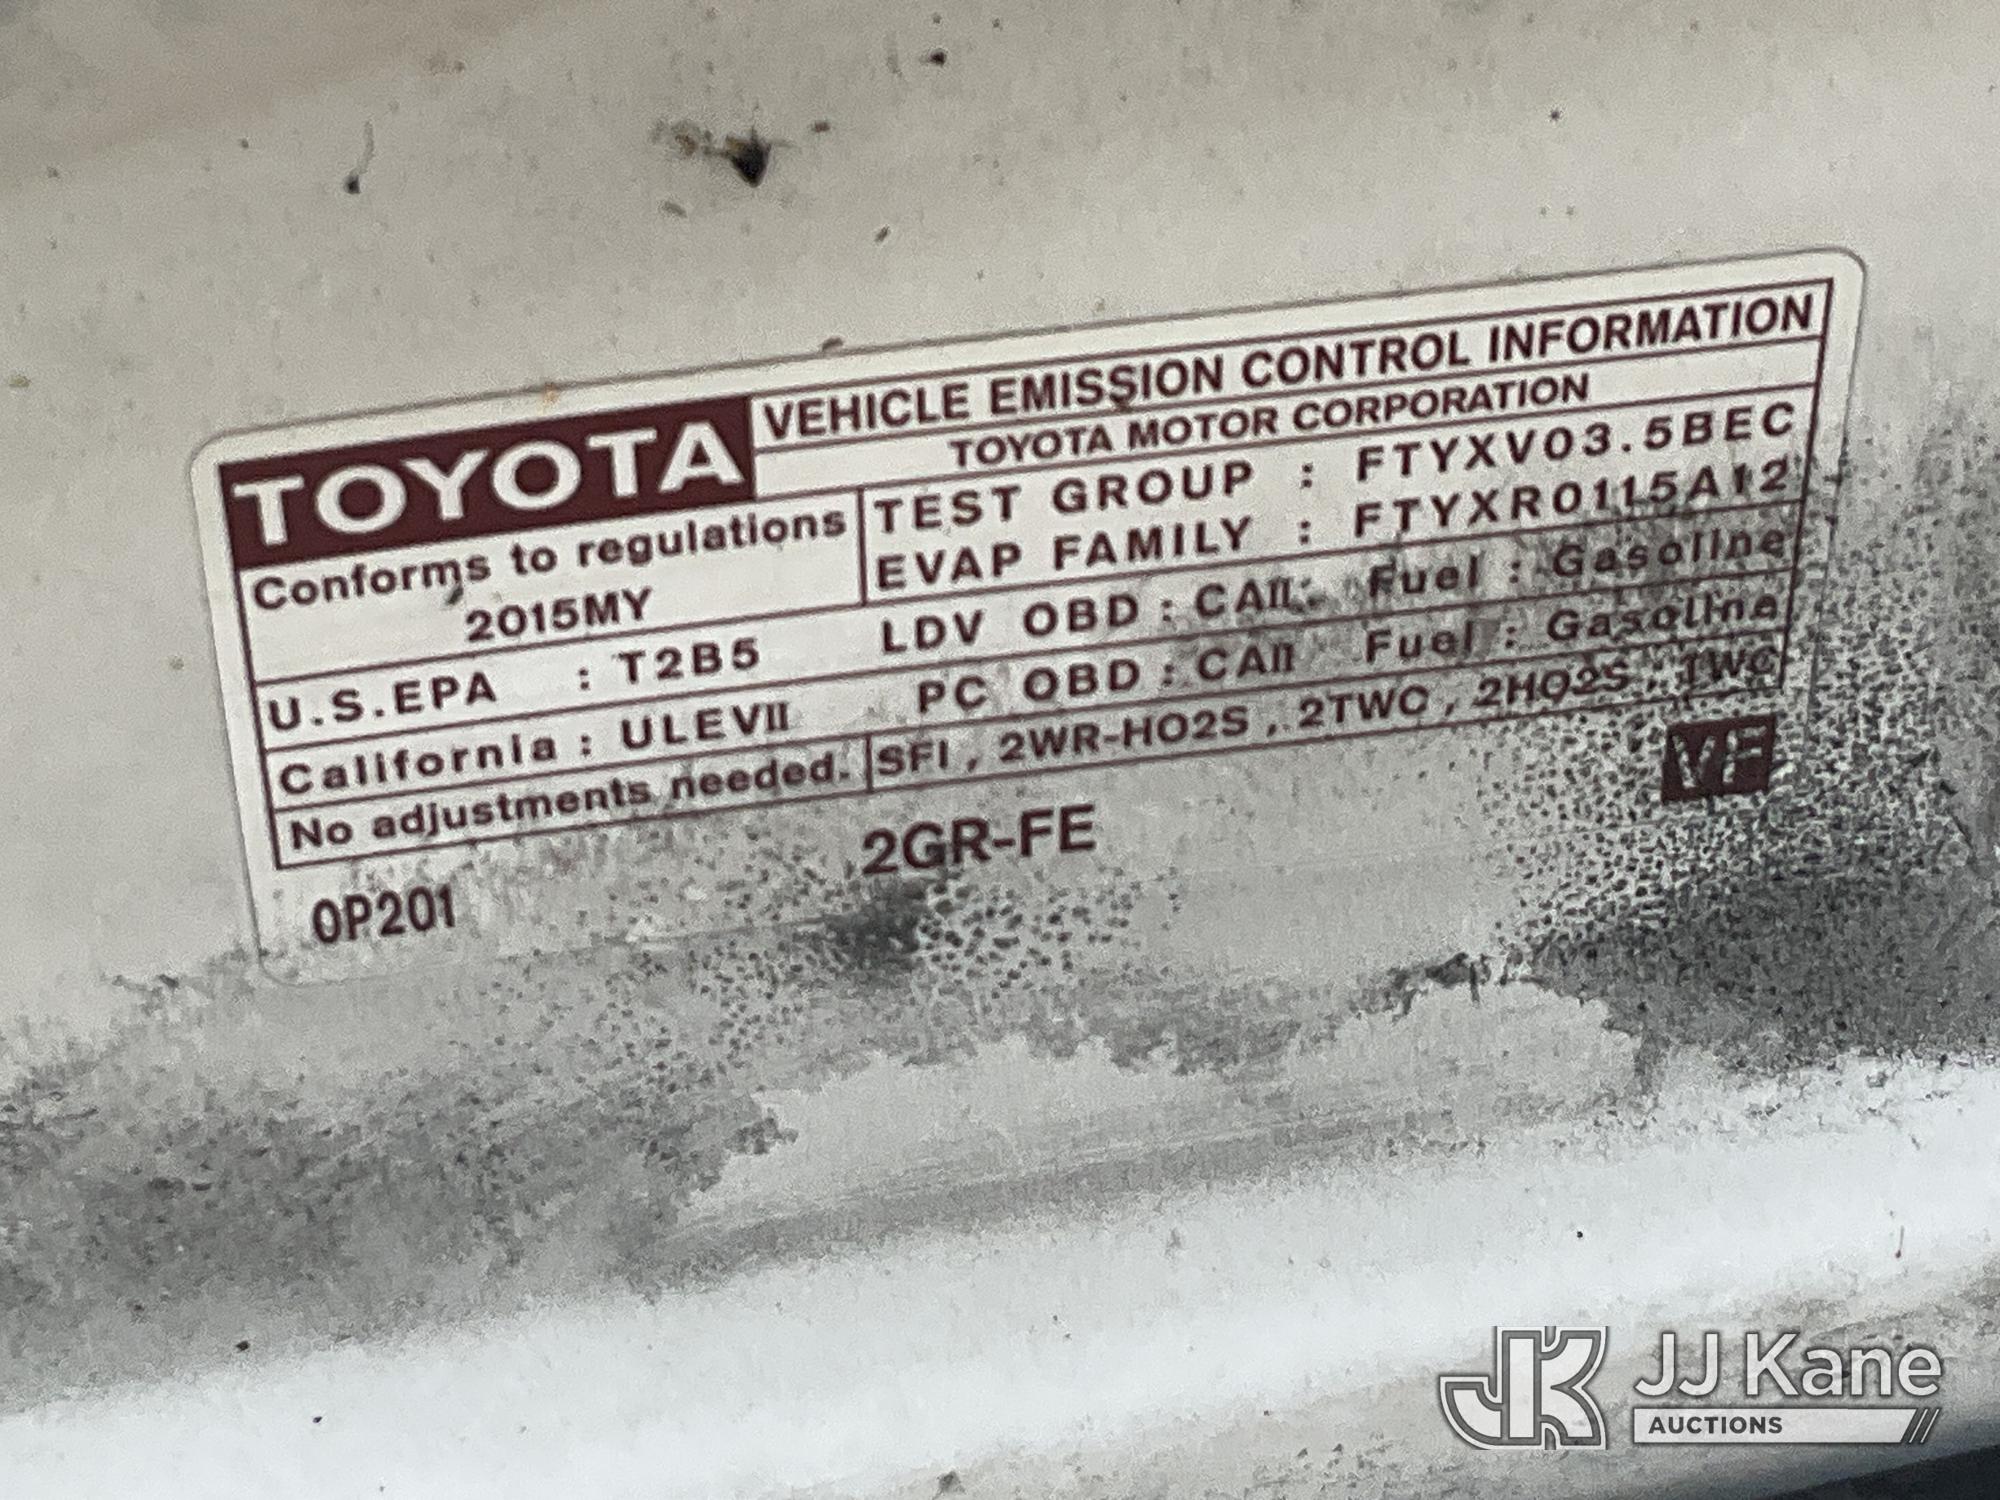 TOYOTA VEHICLE EMISSION CONTROL INFORMATION
TOYOTA MOTOR CORPORATION
Conforms to regulations
2015MY
TEST GROUP : FTYXV03.5BEC
EVAP FAMILY : FTYXR0115A12
U.S.EPA : T2B5 LDV OBD : CAII Fuel : Gasoline
California : ULEVII PC OBD : CAII Fuel : Gasoline
No adjustments needed. SFI , 2WR-HO2S , 2TWC , 2HO2S , TWC
VF
2GR-FE
0P201
JK JJ Kane
AUCTIONS